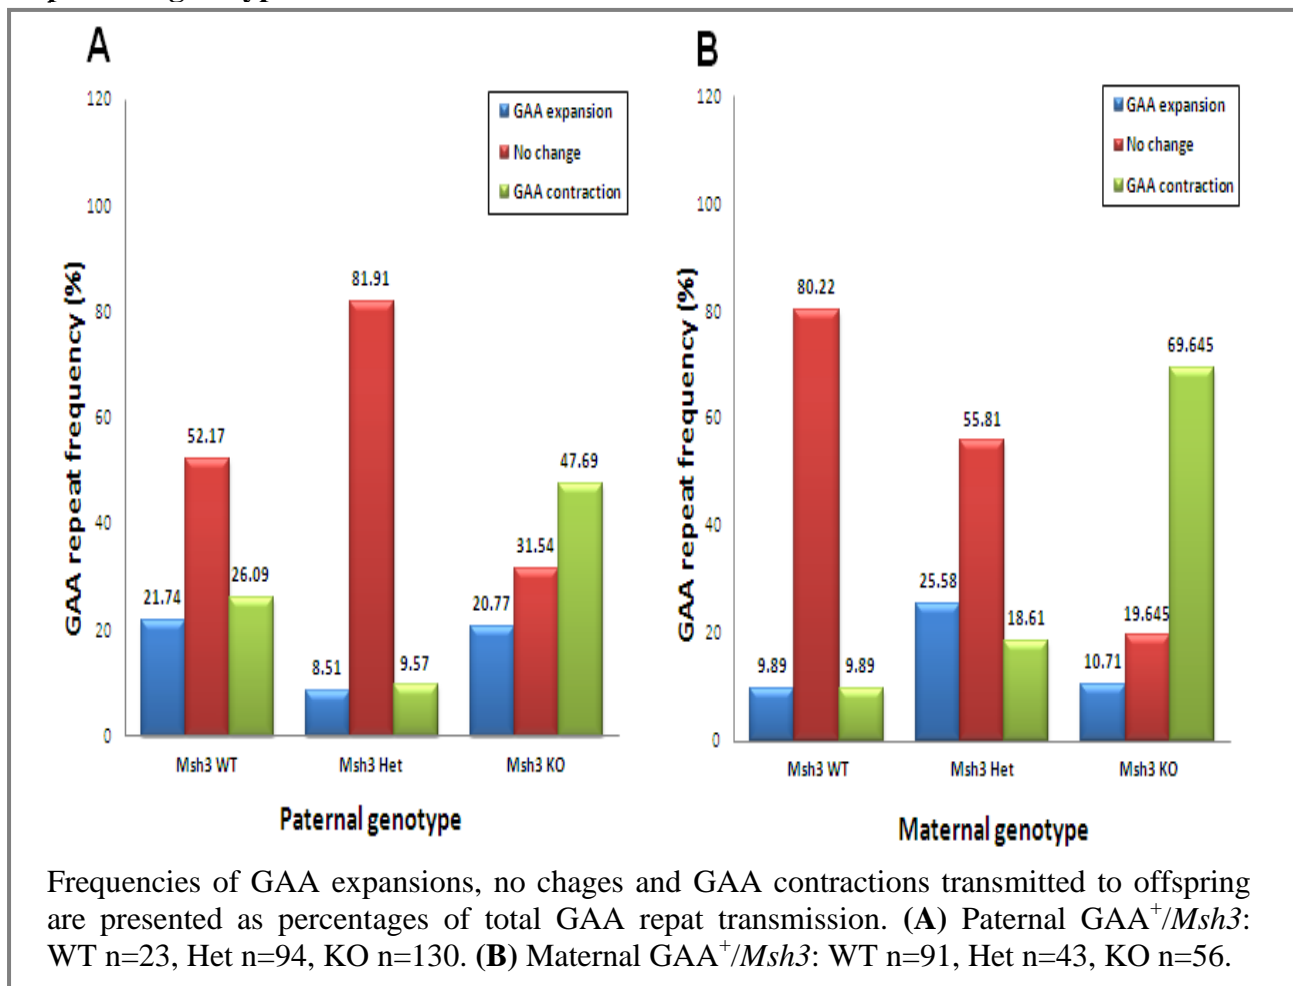 A
120
100
80
60
40
20
0
GAA repeat frequency (%)
GAA expansion
No change
GAA contraction
21.74
52.17
26.09
8.51
81.91
9.57
20.77
31.54
47.69
Msh3 WT
Msh3 Het
Msh3 KO
Paternal genotype
B
120
100
80
60
40
20
0
GAA repeat frequency (%)
GAA expansion
No change
GAA contraction
9.89
80.22
9.89
25.58
55.81
18.61
10.71
19.645
69.645
Msh3 WT
Msh3 Het
Msh3 KO
Maternal genotype
Frequencies of GAA expansions, no chages and GAA contractions transmitted to offspring
are presented as percentages of total GAA repat transmission. (A) Paternal GAA⁺/Msh3:
WT n=23, Het n=94, KO n=130. (B) Maternal GAA⁺/Msh3: WT n=91, Het n=43, KO n=56.